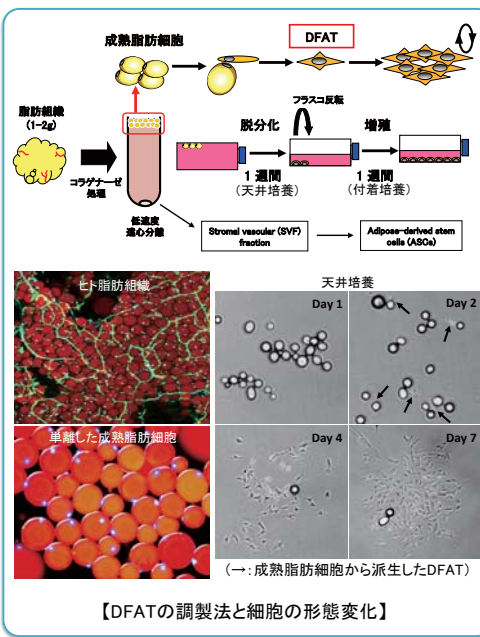 成熟脂肪細胞
DFAT
脂肪組織
(1-2g)
コラゲナーゼ
処理
低速度
遠心分離
脱分化
フラスコ反転
増殖
1 週間
(天井培養)
1 週間
(付着培養)
Stromal vascular (SVF)
fraction
Adipose-derived stem
cells (ASCs)
ヒト脂肪組織
単離した成熟脂肪細胞
天井培養
Day 1
Day 2
Day 4
Day 7
(→:成熟脂肪細胞から派生したDFAT)
【DFATの調製法と細胞の形態変化】